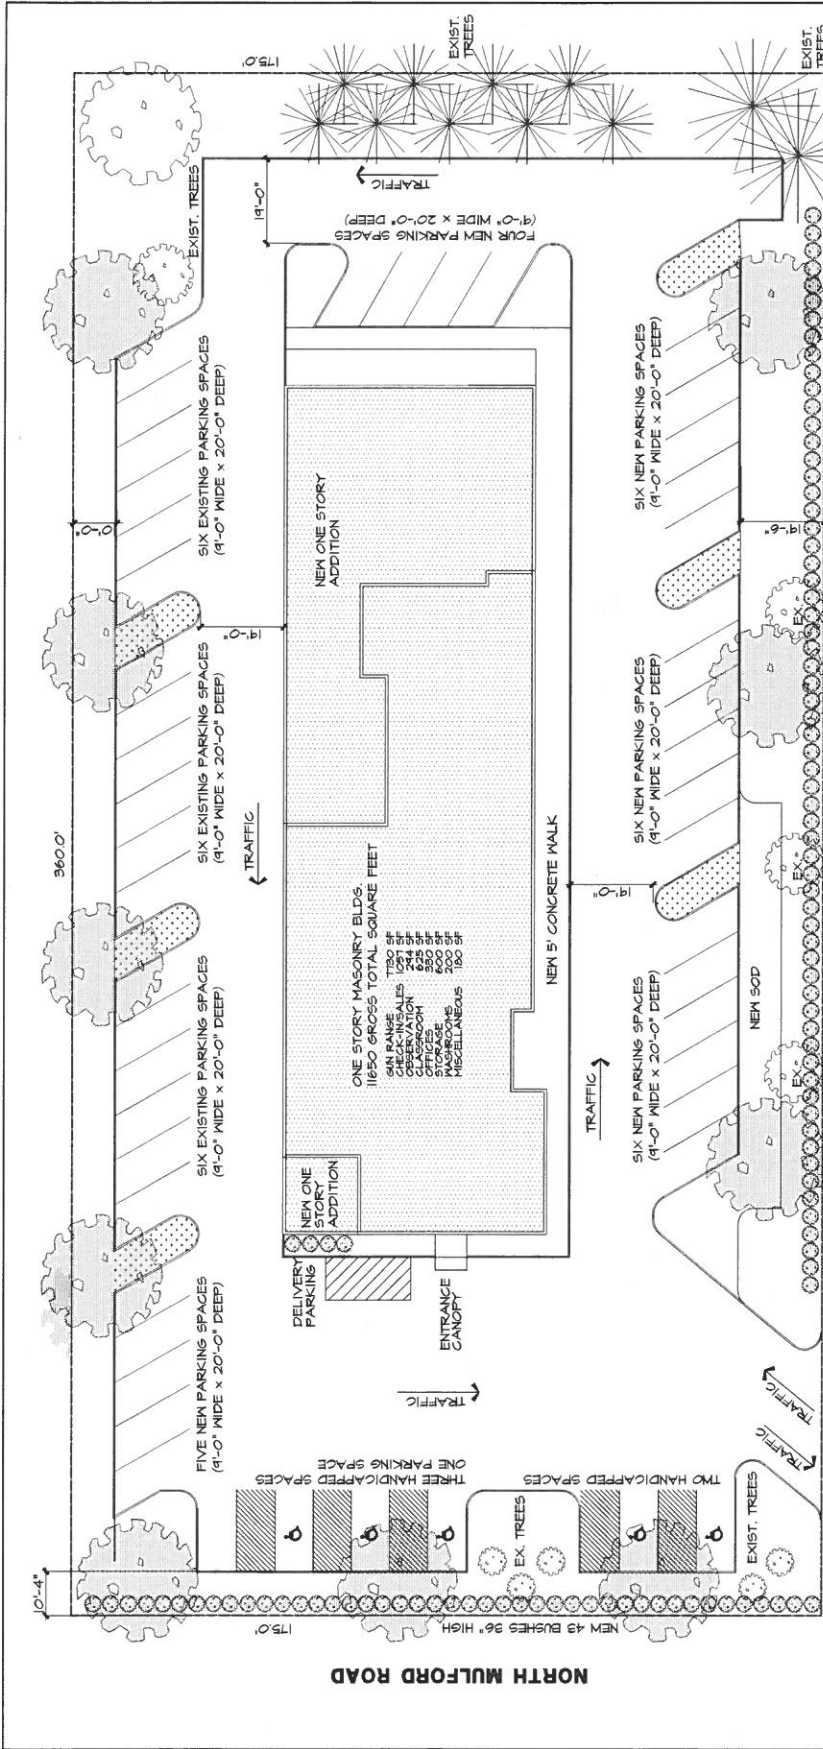 175.0'
EXIST. TREES
EXIST. TREES
EXIST. TREES
19'-0"
TRAFFIC
FOUR NEW PARKING SPACES
(9'-0" WIDE x 20'-0" DEEP)
360.0'
SIX EXISTING PARKING SPACES
(9'-0" WIDE x 20'-0" DEEP)
SIX EXISTING PARKING SPACES
(9'-0" WIDE x 20'-0" DEEP)
SIX EXISTING PARKING SPACES
(9'-0" WIDE x 20'-0" DEEP)
FIVE NEW PARKING SPACES
(9'-0" WIDE x 20'-0" DEEP)
19'-0"
TRAFFIC
NEW ONE STORY
ADDITION
ONE STORY MASONRY BLDG.
11650 GROSS TOTAL SQUARE FEET
GUN RANGE
CHECK-IN/SALES
OBSERVATION 294 SF
CLASSROOM 625 SF
OFFICES
STORAGE 600 SF
WASHROOMS 200 SF
MISCELLANEOUS 180 SF
NEW ONE
STORY
ADDITION
DELIVERY
PARKING
ENTRANCE
CANOPY
NEW 5' CONCRETE WALK
19'-0"
TRAFFIC
SIX NEW PARKING SPACES
(9'-0" WIDE x 20'-0" DEEP)
SIX NEW PARKING SPACES
(9'-0" WIDE x 20'-0" DEEP)
SIX NEW PARKING SPACES
(9'-0" WIDE x 20'-0" DEEP)
19'-6"
NEW SOD
EX.
EX.
EX.
TRAFFIC
THREE HANDICAPPED SPACES
ONE PARKING SPACE
TWO HANDICAPPED SPACES
TRAFFIC
TRAFFIC
EX. TREES
EXIST. TREES
10'-4"
175.0'
NEW 43 BUSHES 36" HIGH
NORTH MULFORD ROAD